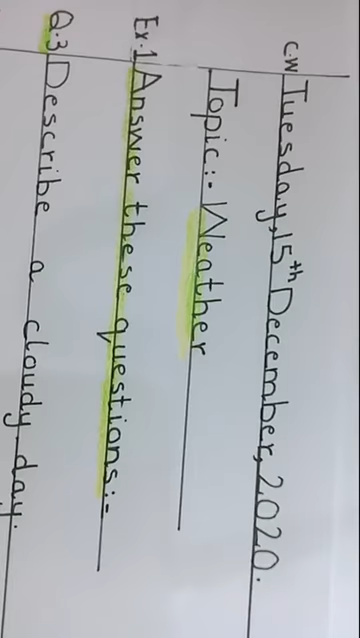 C.W Tuesday, 15th December, 2020.
Topic:- Weather
Ex.1 Answer these questions:-
Q.3 Describe a cloudy day.